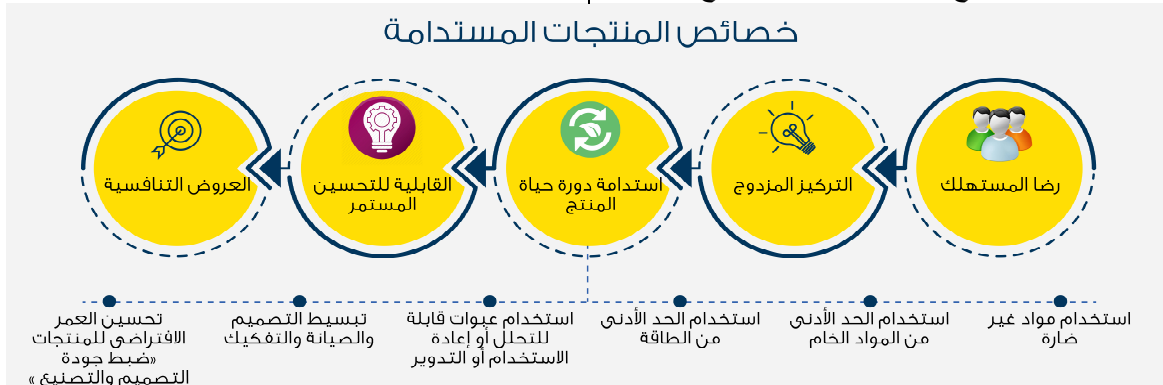 خصائص المنتجات المستدامة
رضا المستهلك
التركيز المزدوج
استدامة دورة حياة
المنتج
القابلية للتحسين
المستمر
العروض التنافسية
استخدام مواد غير
ضارة
استخدام الحد الأدنى
من المواد الخام
استخدام الحد الأدنى
من الطاقة
استخدام عبوات قابلة
للتحلل أو إعادة
الاستخدام أو التدوير
تبسيط التصميم
والصيانة والتفكيك
تحسين العمر
الافتراضى للمنتجات
«ضبط جودة
التصميم والتصنيع »